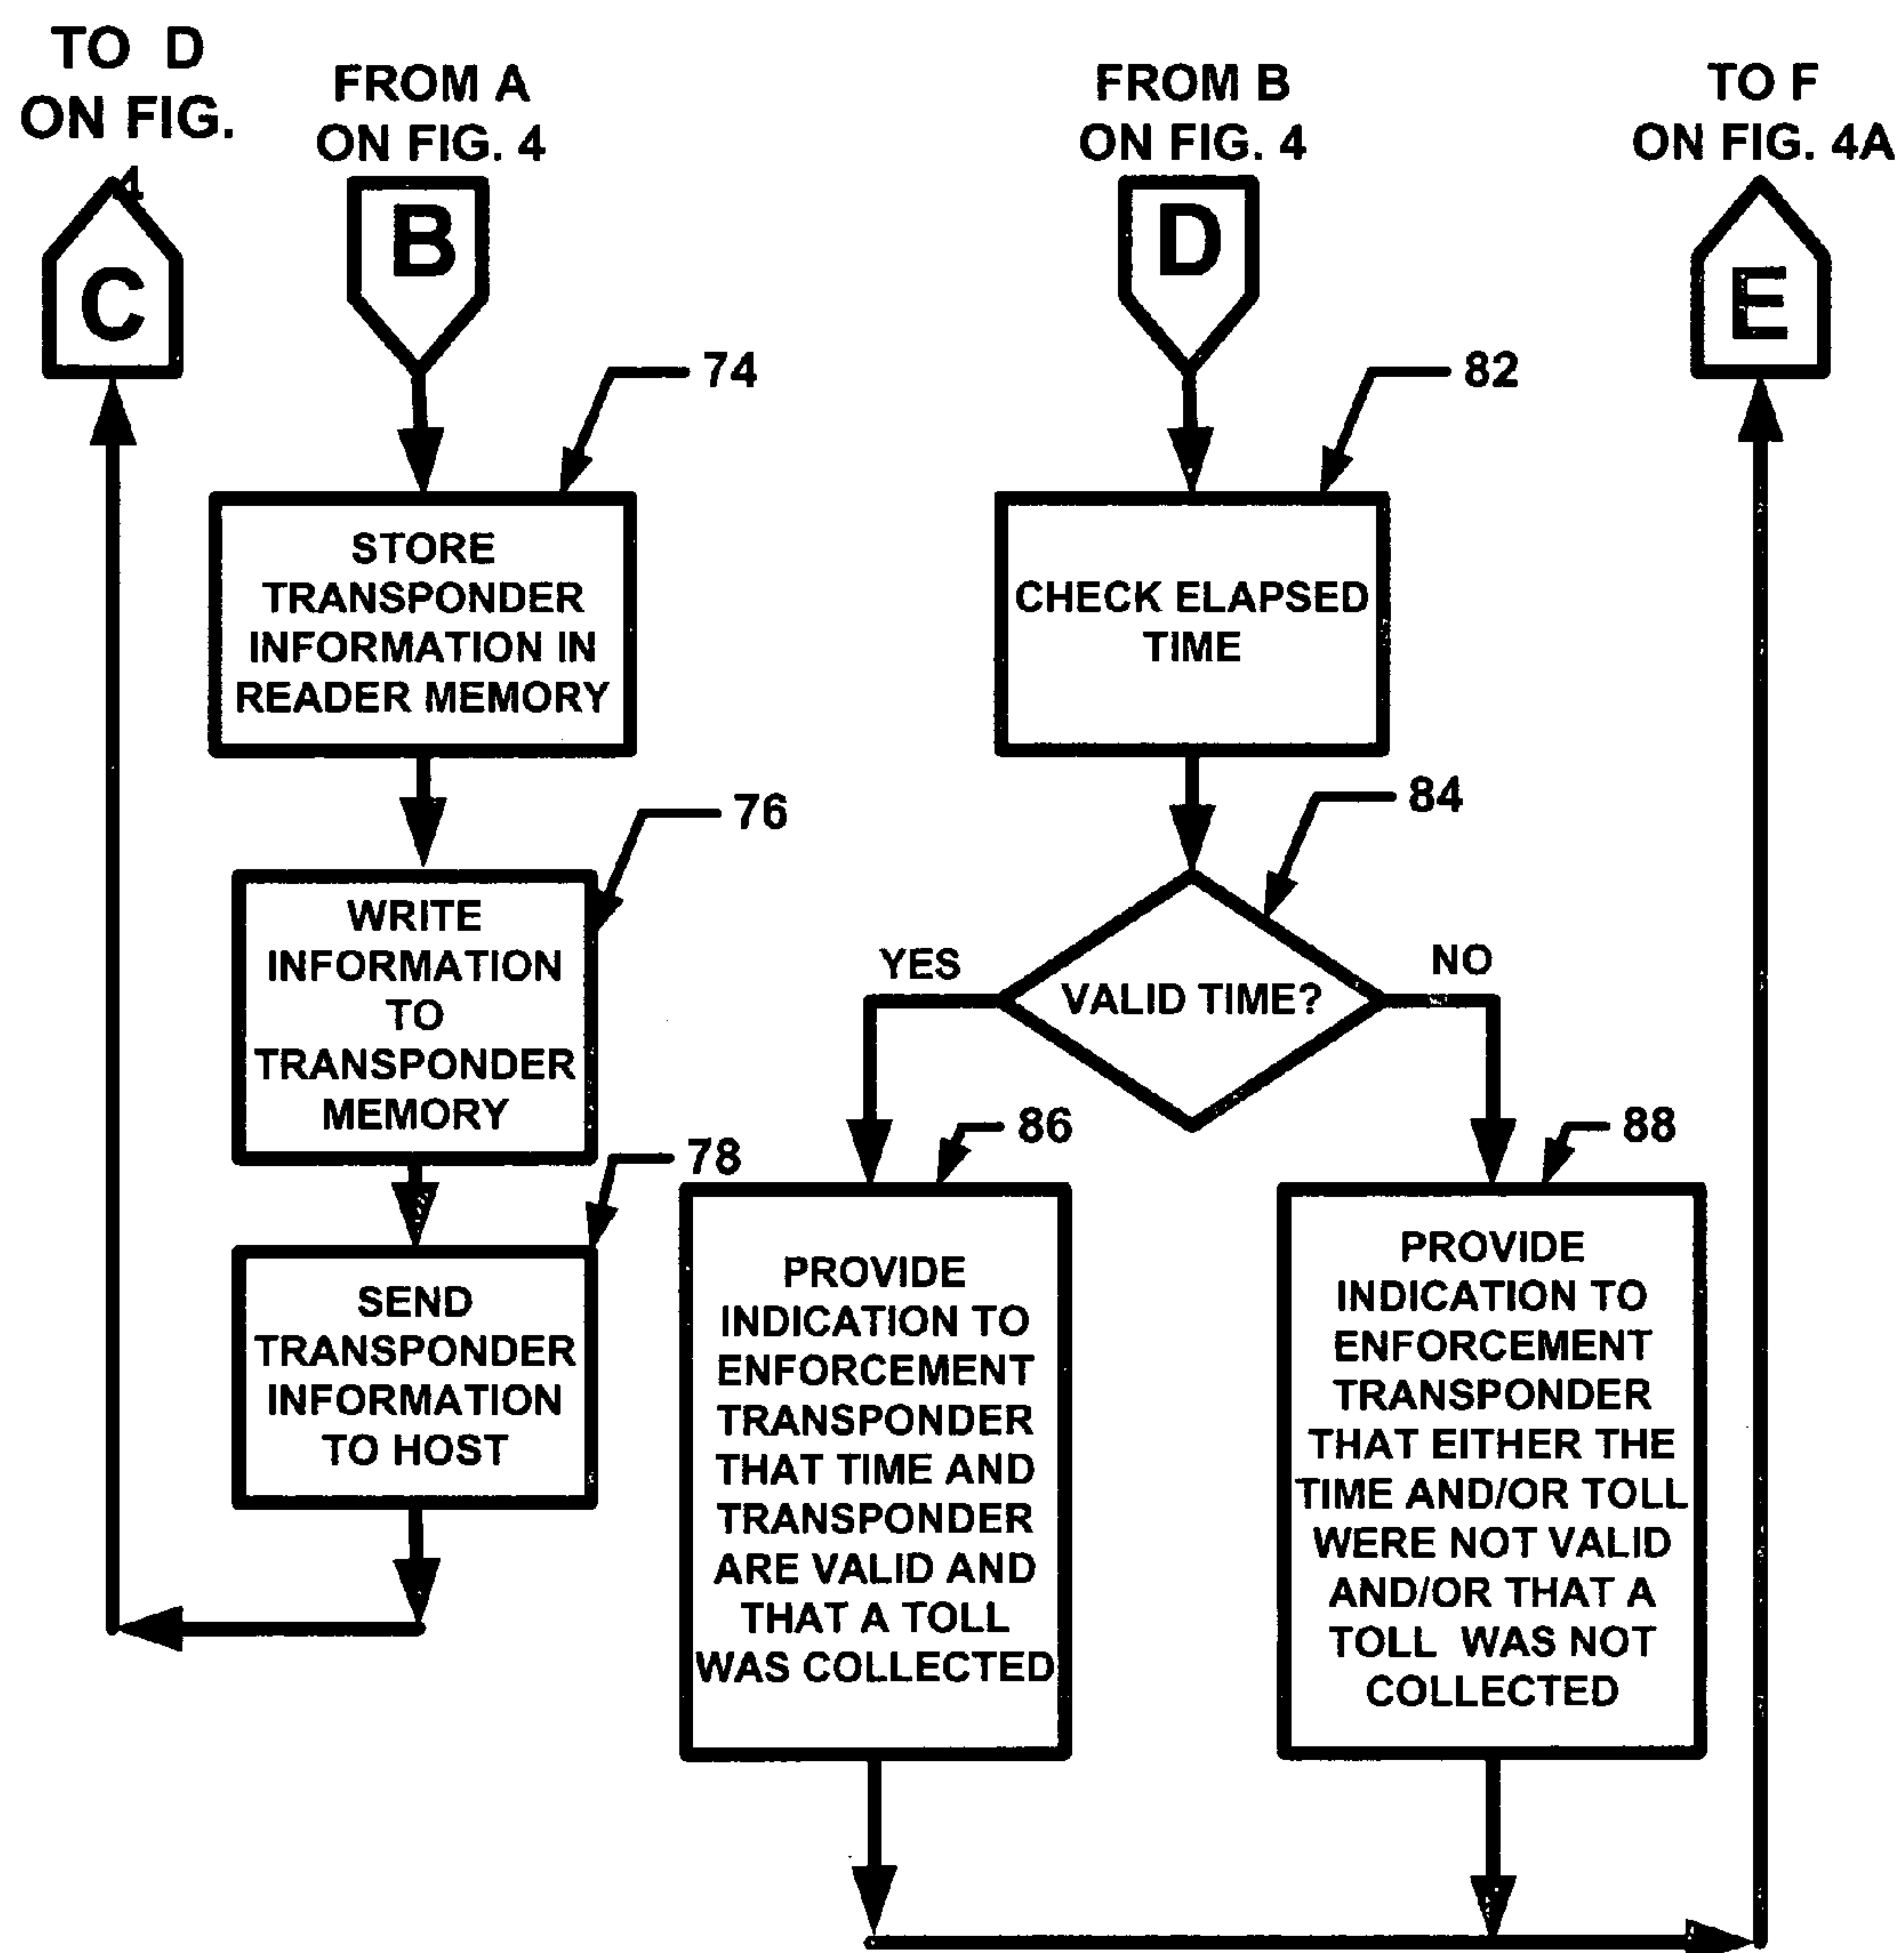 TO D
ON FIG.
4
FROM A
ON FIG. 4
FROM B
ON FIG. 4
TO F
ON FIG. 4A
C
B
D
E
74
82
STORE
TRANSPONDER
INFORMATION IN
READER MEMORY
CHECK ELAPSED
TIME
76
84
WRITE
INFORMATION
TO
TRANSPONDER
MEMORY
YES
VALID TIME?
NO
78
86
88
SEND
TRANSPONDER
INFORMATION
TO HOST
PROVIDE
INDICATION TO
ENFORCEMENT
TRANSPONDER
THAT TIME AND
TRANSPONDER
ARE VALID AND
THAT A TOLL
WAS COLLECTED
PROVIDE
INDICATION TO
ENFORCEMENT
TRANSPONDER
THAT EITHER THE
TIME AND/OR TOLL
WERE NOT VALID
AND/OR THAT A
TOLL WAS NOT
COLLECTED